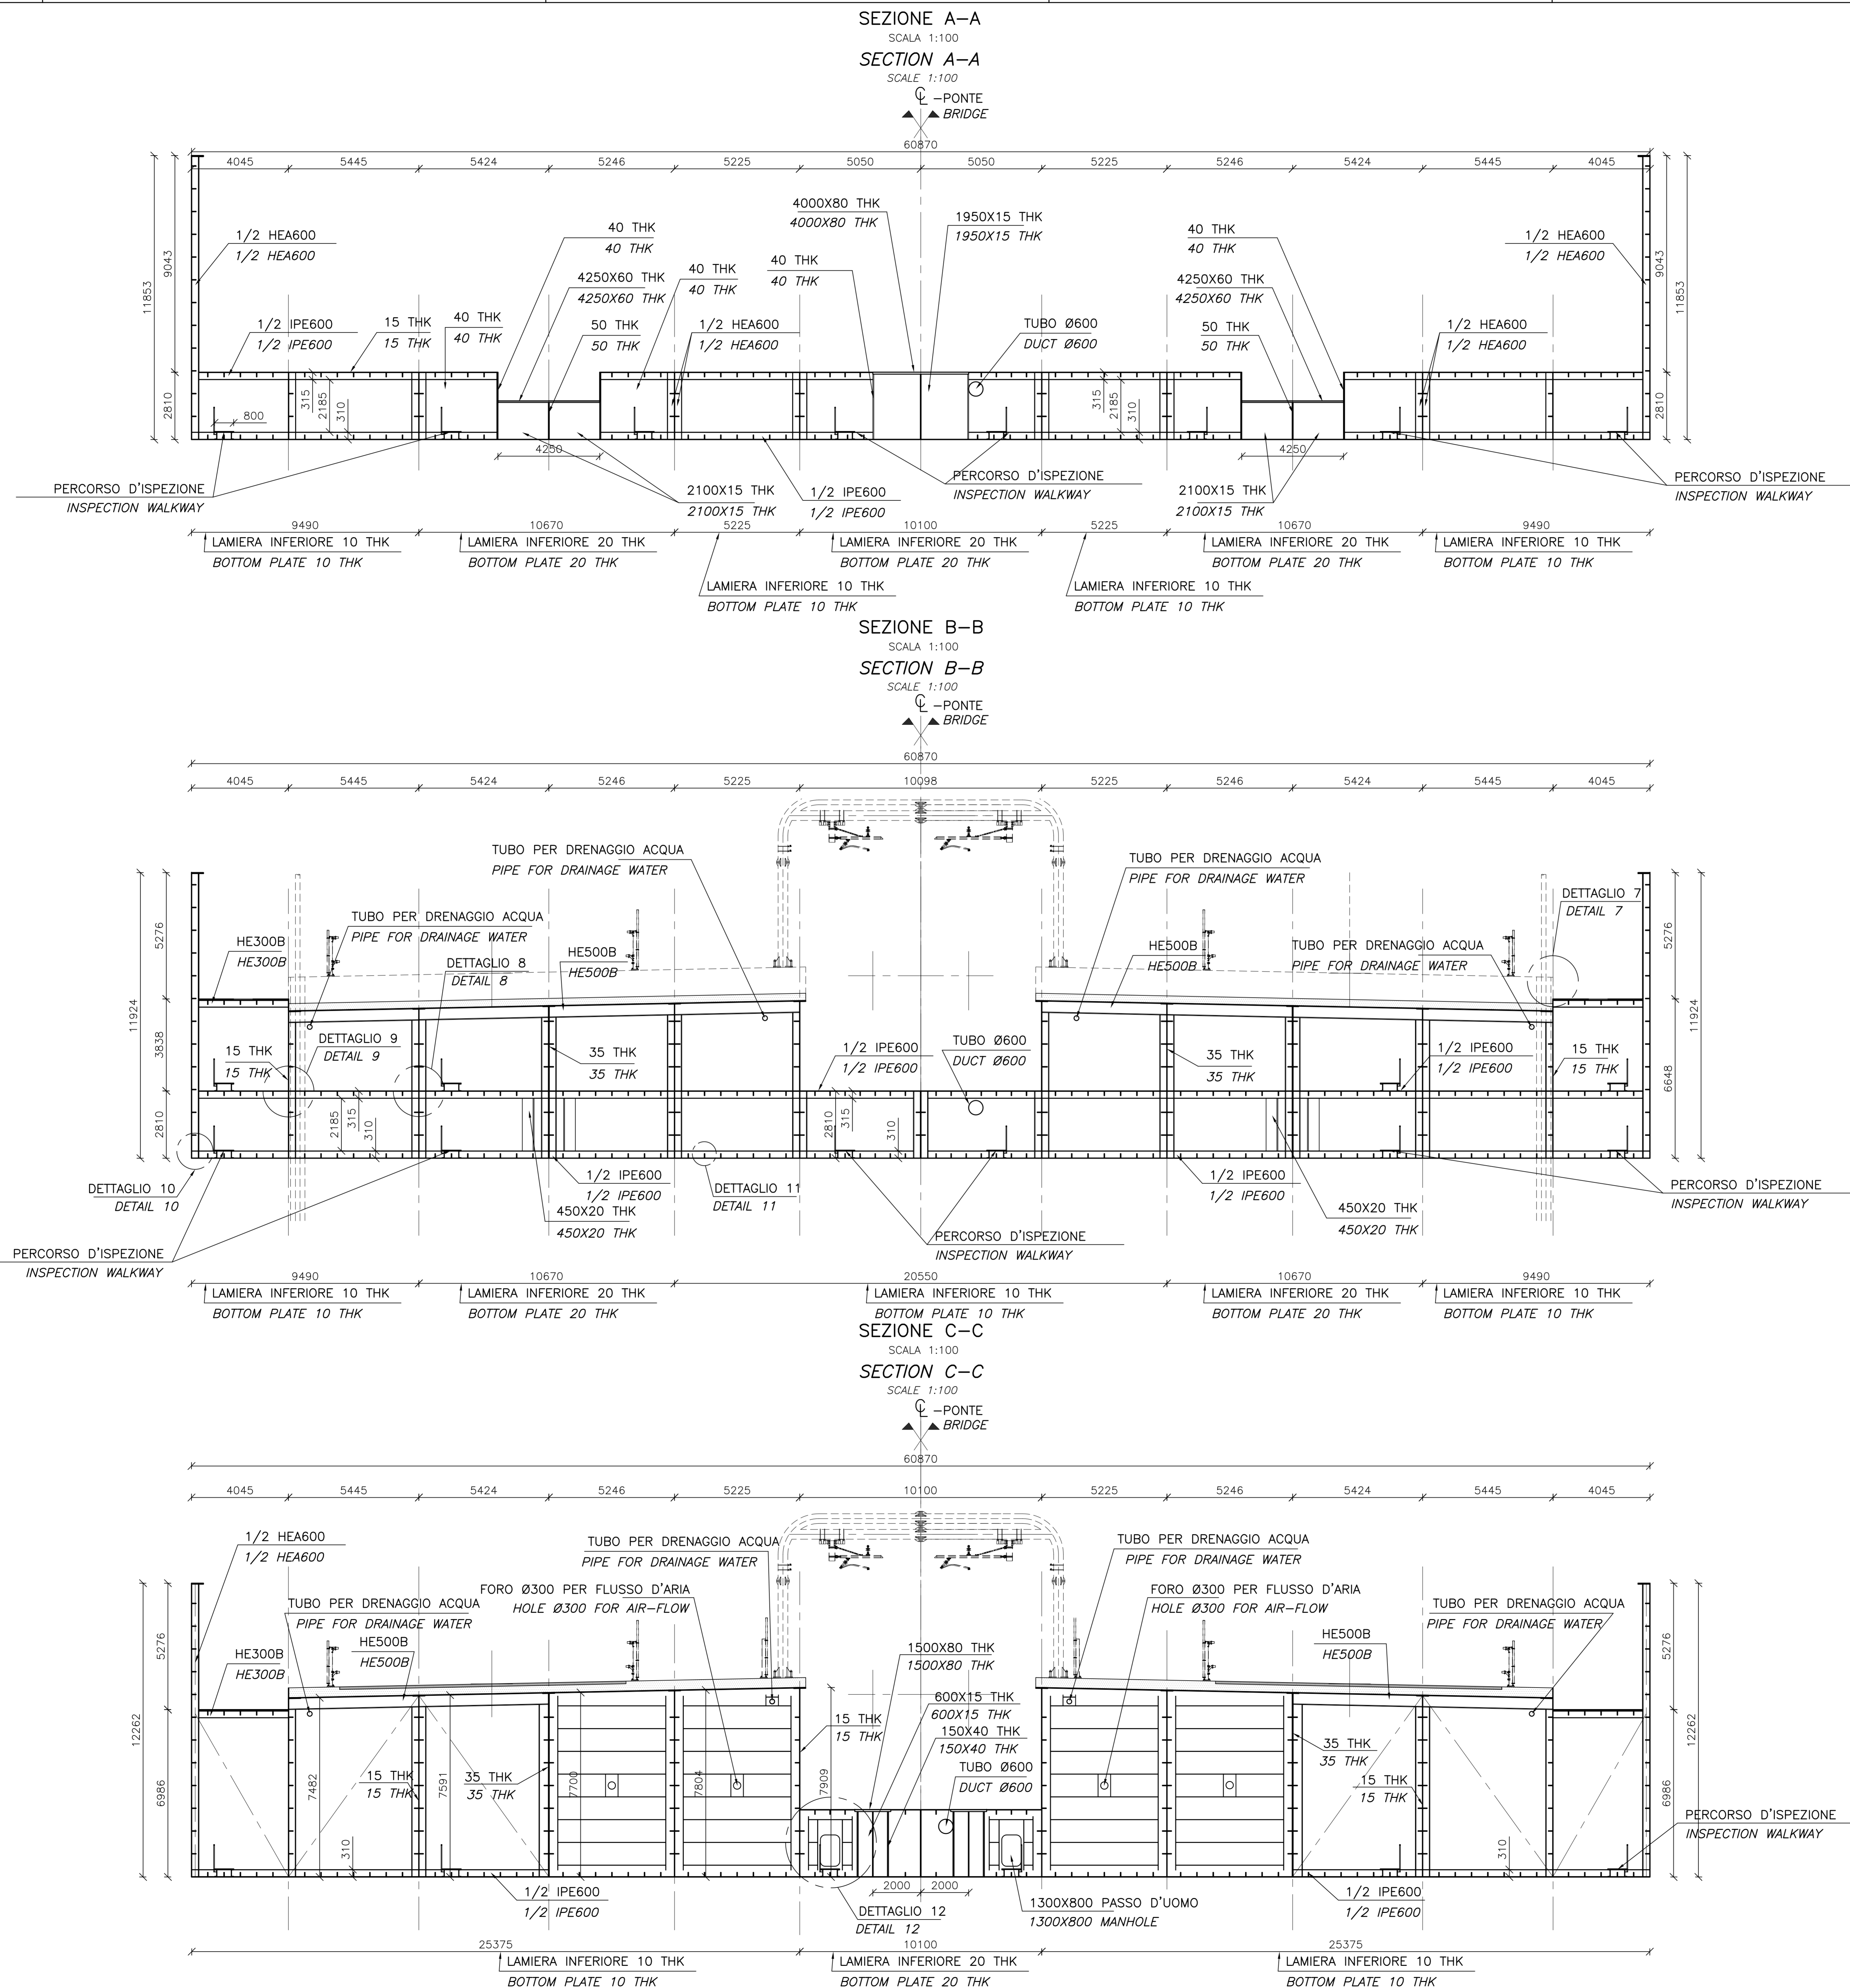 SEZIONE A-A
SCALA 1:100
SECTION A-A
SCALE 1:100
℄ -PONTE
BRIDGE
60870
4045 5445 5424 5246 5225 5050 5050 5225 5246 5424 5445 4045
4000X80 THK
4000X80 THK
1950X15 THK
1950X15 THK
40 THK
40 THK
40 THK
40 THK
1/2 HEA600
1/2 HEA600
1/2 HEA600
1/2 HEA600
11853
9043
9043
11853
40 THK
40 THK
40 THK
40 THK
4250X60 THK
4250X60 THK
4250X60 THK
4250X60 THK
1/2 IPE600
1/2 IPE600
15 THK
15 THK
40 THK
40 THK
50 THK
50 THK
1/2 HEA600
1/2 HEA600
TUBO Ø600
DUCT Ø600
50 THK
50 THK
1/2 HEA600
1/2 HEA600
2810
800
315
2185
310
315
2185
310
2810
4250
4250
PERCORSO D'ISPEZIONE
INSPECTION WALKWAY
2100X15 THK
2100X15 THK
1/2 IPE600
1/2 IPE600
PERCORSO D'ISPEZIONE
INSPECTION WALKWAY
2100X15 THK
2100X15 THK
PERCORSO D'ISPEZIONE
INSPECTION WALKWAY
9490 10670 5225 10100 5225 10670 9490
LAMIERA INFERIORE 10 THK
BOTTOM PLATE 10 THK
LAMIERA INFERIORE 20 THK
BOTTOM PLATE 20 THK
LAMIERA INFERIORE 20 THK
BOTTOM PLATE 20 THK
LAMIERA INFERIORE 20 THK
BOTTOM PLATE 20 THK
LAMIERA INFERIORE 10 THK
BOTTOM PLATE 10 THK
LAMIERA INFERIORE 10 THK
BOTTOM PLATE 10 THK
LAMIERA INFERIORE 10 THK
BOTTOM PLATE 10 THK
SEZIONE B-B
SCALA 1:100
SECTION B-B
SCALE 1:100
℄ -PONTE
BRIDGE
60870
4045 5445 5424 5246 5225 10098 5225 5246 5424 5445 4045
TUBO PER DRENAGGIO ACQUA
PIPE FOR DRAINAGE WATER
TUBO PER DRENAGGIO ACQUA
PIPE FOR DRAINAGE WATER
DETTAGLIO 7
DETAIL 7
TUBO PER DRENAGGIO ACQUA
PIPE FOR DRAINAGE WATER
HE300B
HE300B
HE500B
HE500B
DETTAGLIO 8
DETAIL 8
HE500B
HE500B
TUBO PER DRENAGGIO ACQUA
PIPE FOR DRAINAGE WATER
11924
5276
3838
2810
5276
6648
11924
15 THK
15 THK
DETTAGLIO 9
DETAIL 9
35 THK
35 THK
1/2 IPE600
1/2 IPE600
TUBO Ø600
DUCT Ø600
35 THK
35 THK
1/2 IPE600
1/2 IPE600
15 THK
15 THK
2185
315
310
2810
315
310
DETTAGLIO 10
DETAIL 10
1/2 IPE600
1/2 IPE600
450X20 THK
450X20 THK
DETTAGLIO 11
DETAIL 11
1/2 IPE600
1/2 IPE600
450X20 THK
450X20 THK
PERCORSO D'ISPEZIONE
INSPECTION WALKWAY
PERCORSO D'ISPEZIONE
INSPECTION WALKWAY
PERCORSO D'ISPEZIONE
INSPECTION WALKWAY
9490 10670 20550 10670 9490
LAMIERA INFERIORE 10 THK
BOTTOM PLATE 10 THK
LAMIERA INFERIORE 20 THK
BOTTOM PLATE 20 THK
LAMIERA INFERIORE 10 THK
BOTTOM PLATE 10 THK
LAMIERA INFERIORE 20 THK
BOTTOM PLATE 20 THK
LAMIERA INFERIORE 10 THK
BOTTOM PLATE 10 THK
SEZIONE C-C
SCALA 1:100
SECTION C-C
SCALE 1:100
℄ -PONTE
BRIDGE
60870
4045 5445 5424 5246 5225 10100 5225 5246 5424 5445 4045
1/2 HEA600
1/2 HEA600
TUBO PER DRENAGGIO ACQUA
PIPE FOR DRAINAGE WATER
TUBO PER DRENAGGIO ACQUA
PIPE FOR DRAINAGE WATER
FORO Ø300 PER FLUSSO D'ARIA
HOLE Ø300 FOR AIR-FLOW
FORO Ø300 PER FLUSSO D'ARIA
HOLE Ø300 FOR AIR-FLOW
TUBO PER DRENAGGIO ACQUA
PIPE FOR DRAINAGE WATER
TUBO PER DRENAGGIO ACQUA
PIPE FOR DRAINAGE WATER
HE300B
HE300B
HE500B
HE500B
HE500B
HE500B
1500X80 THK
1500X80 THK
600X15 THK
600X15 THK
150X40 THK
150X40 THK
TUBO Ø600
DUCT Ø600
12262
5276
6986
5276
6986
12262
15 THK
15 THK
35 THK
35 THK
15 THK
15 THK
35 THK
35 THK
15 THK
15 THK
7482
310
7591
7700
7804
7909
310
2000 2000
PERCORSO D'ISPEZIONE
INSPECTION WALKWAY
1/2 IPE600
1/2 IPE600
DETTAGLIO 12
DETAIL 12
1300X800 PASSO D'UOMO
1300X800 MANHOLE
1/2 IPE600
1/2 IPE600
25375 10100 25375
LAMIERA INFERIORE 10 THK
BOTTOM PLATE 10 THK
LAMIERA INFERIORE 20 THK
BOTTOM PLATE 20 THK
LAMIERA INFERIORE 10 THK
BOTTOM PLATE 10 THK